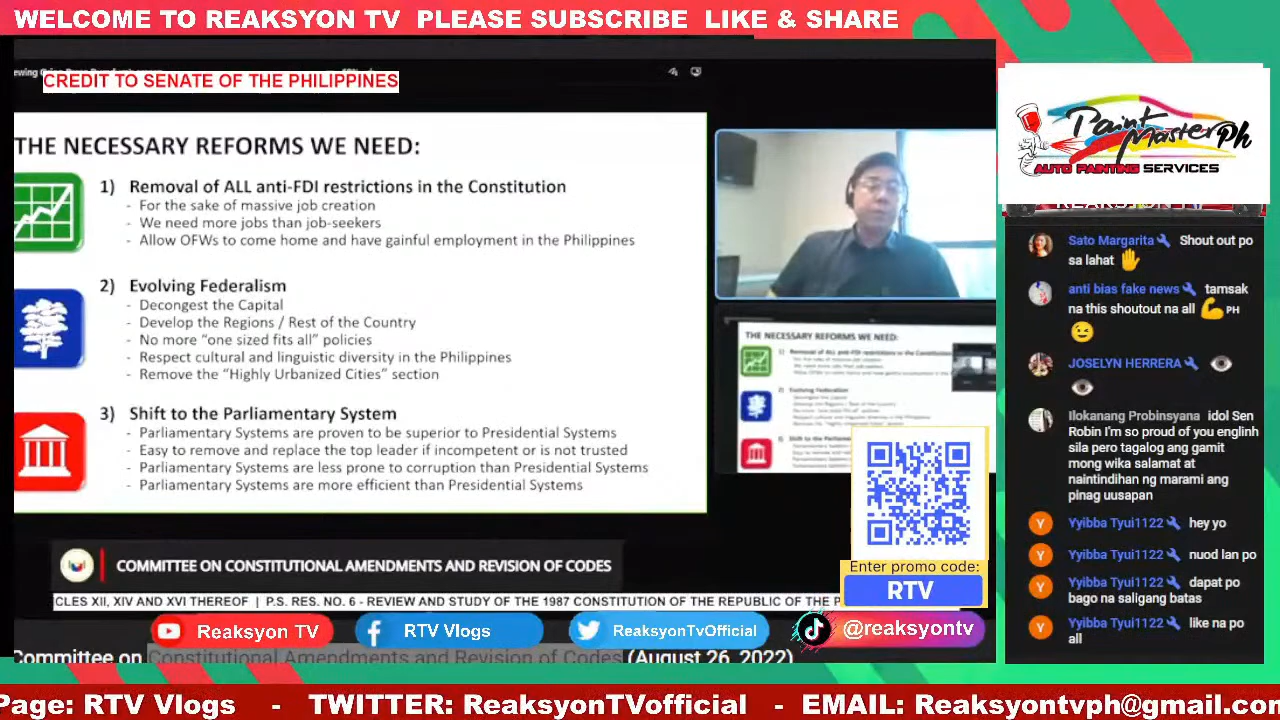 WELCOME TO REAKSYON TV PLEASE SUBSCRIBE LIKE & SHARE
CREDIT TO SENATE OF THE PHILIPPINES
THE NECESSARY REFORMS WE NEED:
1) Removal of ALL anti-FDI restrictions in the Constitution
- For the sake of massive job creation
- We need more jobs than job-seekers
- Allow OFWs to come home and have gainful employment in the Philippines
2) Evolving Federalism
- Decongest the Capital
- Develop the Regions / Rest of the Country
- No more "one sized fits all" policies
- Respect cultural and linguistic diversity in the Philippines
- Remove the "Highly Urbanized Cities" section
3) Shift to the Parliamentary System
- Parliamentary Systems are proven to be superior to Presidential Systems
- Easy to remove and replace the top leader if incompetent or is not trusted
- Parliamentary Systems are less prone to corruption than Presidential Systems
- Parliamentary Systems are more efficient than Presidential Systems
THE NECESSARY REFORMS WE NEED:
Enter promo code:
RTV
COMMITTEE ON CONSTITUTIONAL AMENDMENTS AND REVISION OF CODES
CLES XII, XIV AND XVI THEREOF | P.S. RES. NO. 6 - REVIEW AND STUDY OF THE 1987 CONSTITUTION OF THE REPUBLIC OF THE P
Reaksyon TV
RTV Vlogs
ReaksyonTvOfficial
@reaksyontv
Committee on Constitutional Amendments and Revision of Codes (August 26, 2022)
Paint
MasterPh
AUTO PAINTING SERVICES
Sato Margarita Shout out po
sa lahat
anti bias fake news tamsak
na this shoutout na all PH
JOSELYN HERRERA
Ilokanang Probinsyana idol Sen
Robin I'm so proud of you englinh
sila pero tagalog ang gamit
mong wika salamat at
naintindihan ng marami ang
pinag uusapan
Yyibba Tyui1122 hey yo
Yyibba Tyui1122 nuod lan po
Yyibba Tyui1122 dapat po
bago na saligang batas
Yyibba Tyui1122 like na po
all
Page: RTV Vlogs - TWITTER: ReaksyonTVofficial - EMAIL: Reaksyontvph@gmail.co